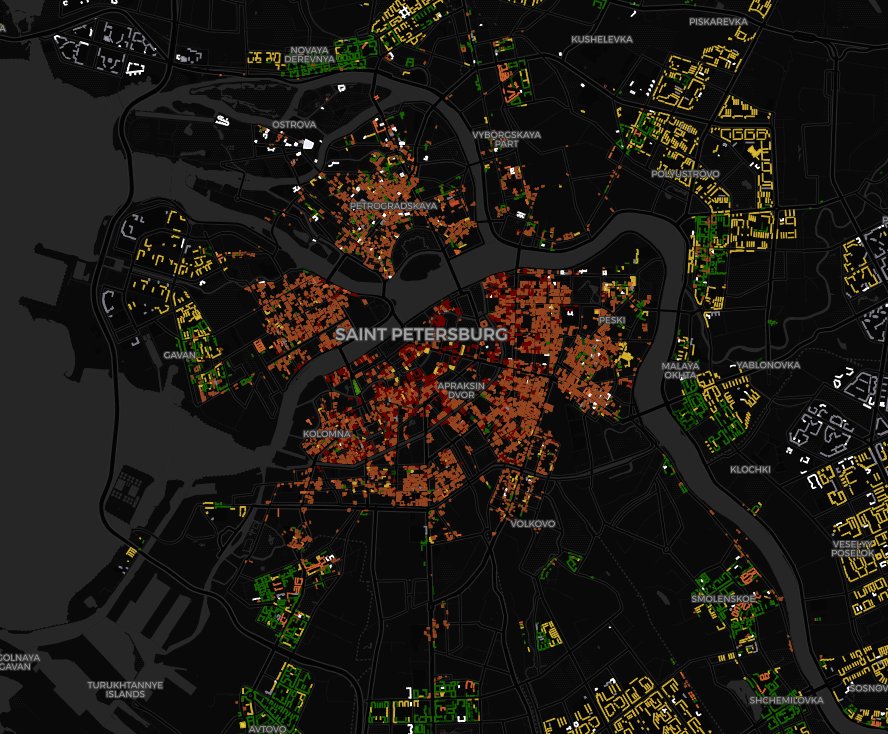 PISKAREVKA
KUSHELEVKA
NOVAYA
DEREVNYA
OSTROVA
VYBORGSKAYA
PART
POLYUSTROVO
PETROGRADSKAYA
PESKI
SAINT PETERSBURG
GAVAN
MALAYA
OKHTA
YABLONOVKA
APRAKSIN
DVOR
KOLOMNA
KLOCHKI
VOLKOVO
VESELYY
POSELOK
SMOLENSKOE
GOLNAYA
GAVAN
TURUKHTANNYE
ISLANDS
SOSNOV
SHCHEMILOVKA
AVTOVO